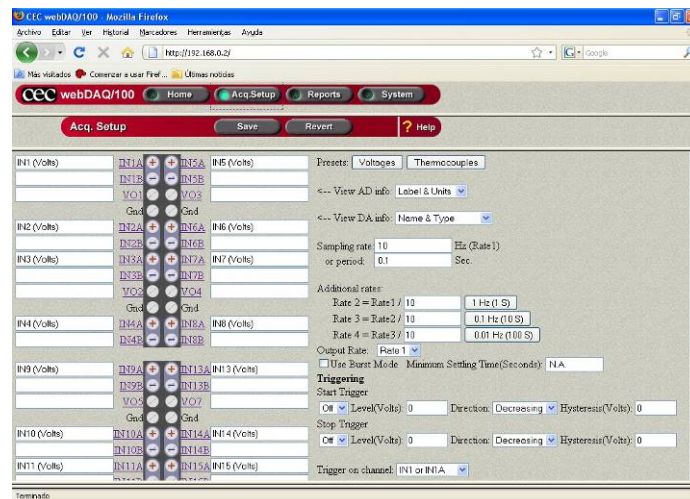 CEC webDAQ/100 - Mozilla Firefox
Archivo Editar Ver Historial Marcadores Herramientas Ayuda
http://192.168.0.2/
G Google
Más visitados Comenzar a usar Firef... Últimas noticias
CEC webDAQ/100 Home Acq.Setup Reports System
Acq. Setup Save Revert ? Help
IN1 (Volts) IN1A + + IN5A IN5 (Volts)
IN1B - - IN5B
VO1 VO3
Gnd Gnd
IN2 (Volts) IN2A + + IN6A IN6 (Volts)
IN2B - - IN6B
IN3 (Volts) IN3A + + IN7A IN7 (Volts)
IN3B - - IN7B
VO2 VO4
Gnd Gnd
IN4 (Volts) IN4A + + IN8A IN8 (Volts)
IN4B - - IN8B
IN9 (Volts) IN9A + + IN13A IN13 (Volts)
IN9B - - IN13B
VO5 VO7
Gnd Gnd
IN10 (Volts) IN10A + + IN14A IN14 (Volts)
IN10B - - IN14B
IN11 (Volts) IN11A + + IN15A IN15 (Volts)
Presets: Voltages Thermocouples
<-- View AD info: Label & Units
<-- View DA info: Name & Type
Sampling rate: 10 Hz (Rate1)
or period: 0.1 Sec.
Additional rates:
Rate 2 = Rate1 / 10 1 Hz (1 S)
Rate 3 = Rate2 / 10 0.1 Hz (10 S)
Rate 4 = Rate3 / 10 0.01 Hz (100 S)
Output Rate: Rate 1
Use Burst Mode Minimum Settling Time(Seconds): N.A.
Triggering
Start Trigger
Off Level(Volts): 0 Direction: Decreasing Hysteresis(Volts): 0
Stop Trigger
Off Level(Volts): 0 Direction: Decreasing Hysteresis(Volts): 0
Trigger on channel: IN1 or IN1A
Terminado